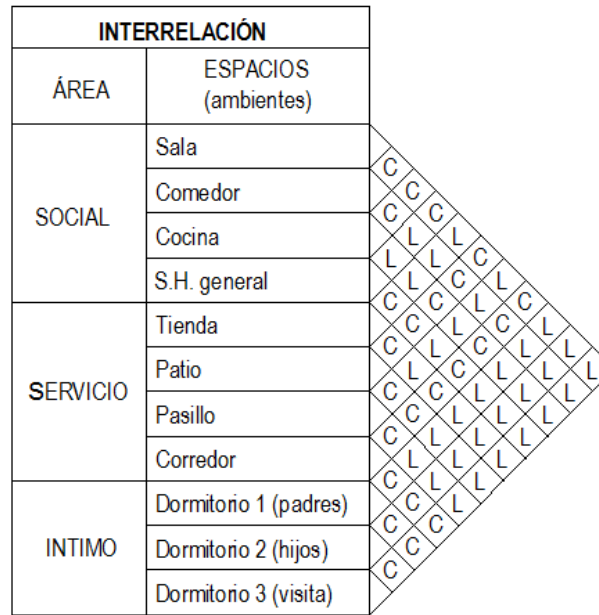 INTERRELACIÓN
ÁREA
ESPACIOS
(ambientes)
Sala
C
Comedor C
SOCIAL
C C
Cocina L L
L L C
S.H. general L C L
C C L C
Tienda C L C L
C L C L L
Patio L C L L L
SERVICIO
C C L L L
Pasillo C L L L
C L L L
Corredor L L L
C L L
Dormitorio 1 (padres) C L
C C
INTIMO
Dormitorio 2 (hijos) C
C
Dormitorio 3 (visita)